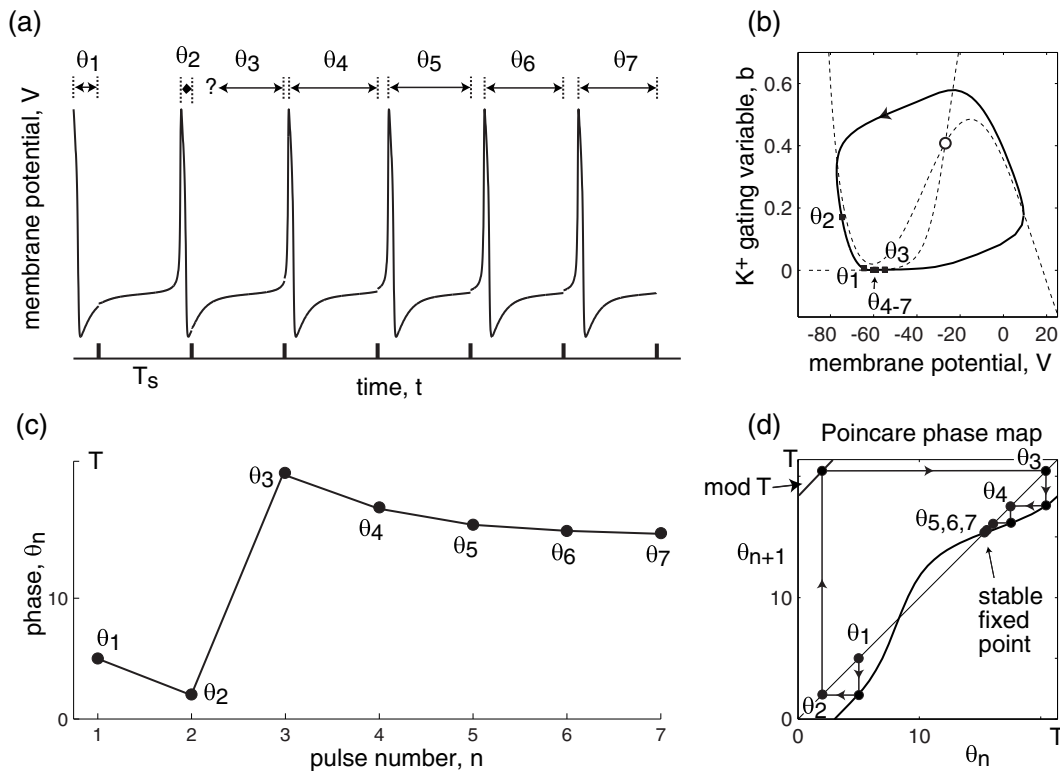 (a)
θ1 θ2 θ3 θ4 θ5 θ6 θ7
?
membrane potential, V
Ts
time, t
(b)
K+ gating variable, b
0.6
0.4
0.2
0
θ2
θ3
θ1
θ4-7
-80 -60 -40 -20 0 20
membrane potential, V
(c)
T
phase, θn
10
0
θ1
θ2
θ3
θ4
θ5
θ6
θ7
1 2 3 4 5 6 7
pulse number, n
(d)
Poincare phase map
T
mod T
θn+1
10
0
θ3
θ4
θ5,6,7
stable
fixed
point
θ1
θ2
0 10 T
θn